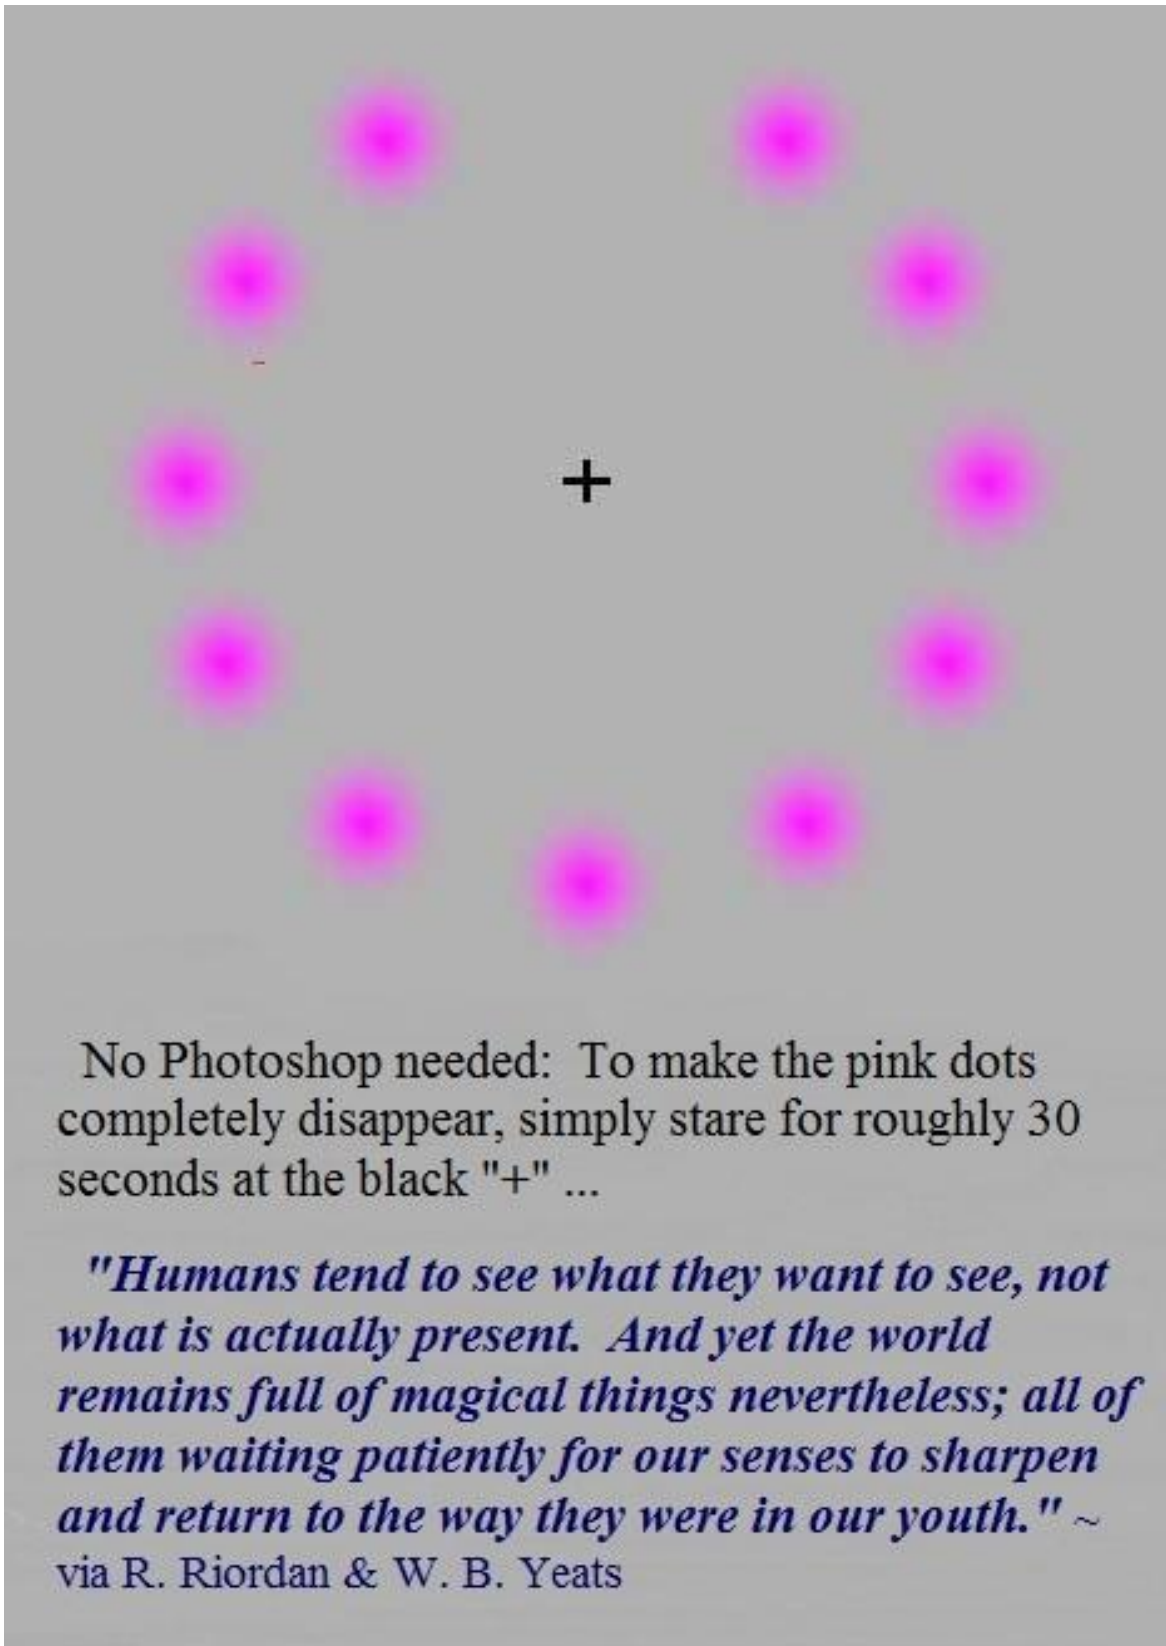 +
No Photoshop needed:  To make the pink dots
completely disappear, simply stare for roughly 30
seconds at the black "+" ...
"Humans tend to see what they want to see, not
what is actually present.  And yet the world
remains full of magical things nevertheless; all of
them waiting patiently for our senses to sharpen
and return to the way they were in our youth." ~
via R. Riordan & W. B. Yeats